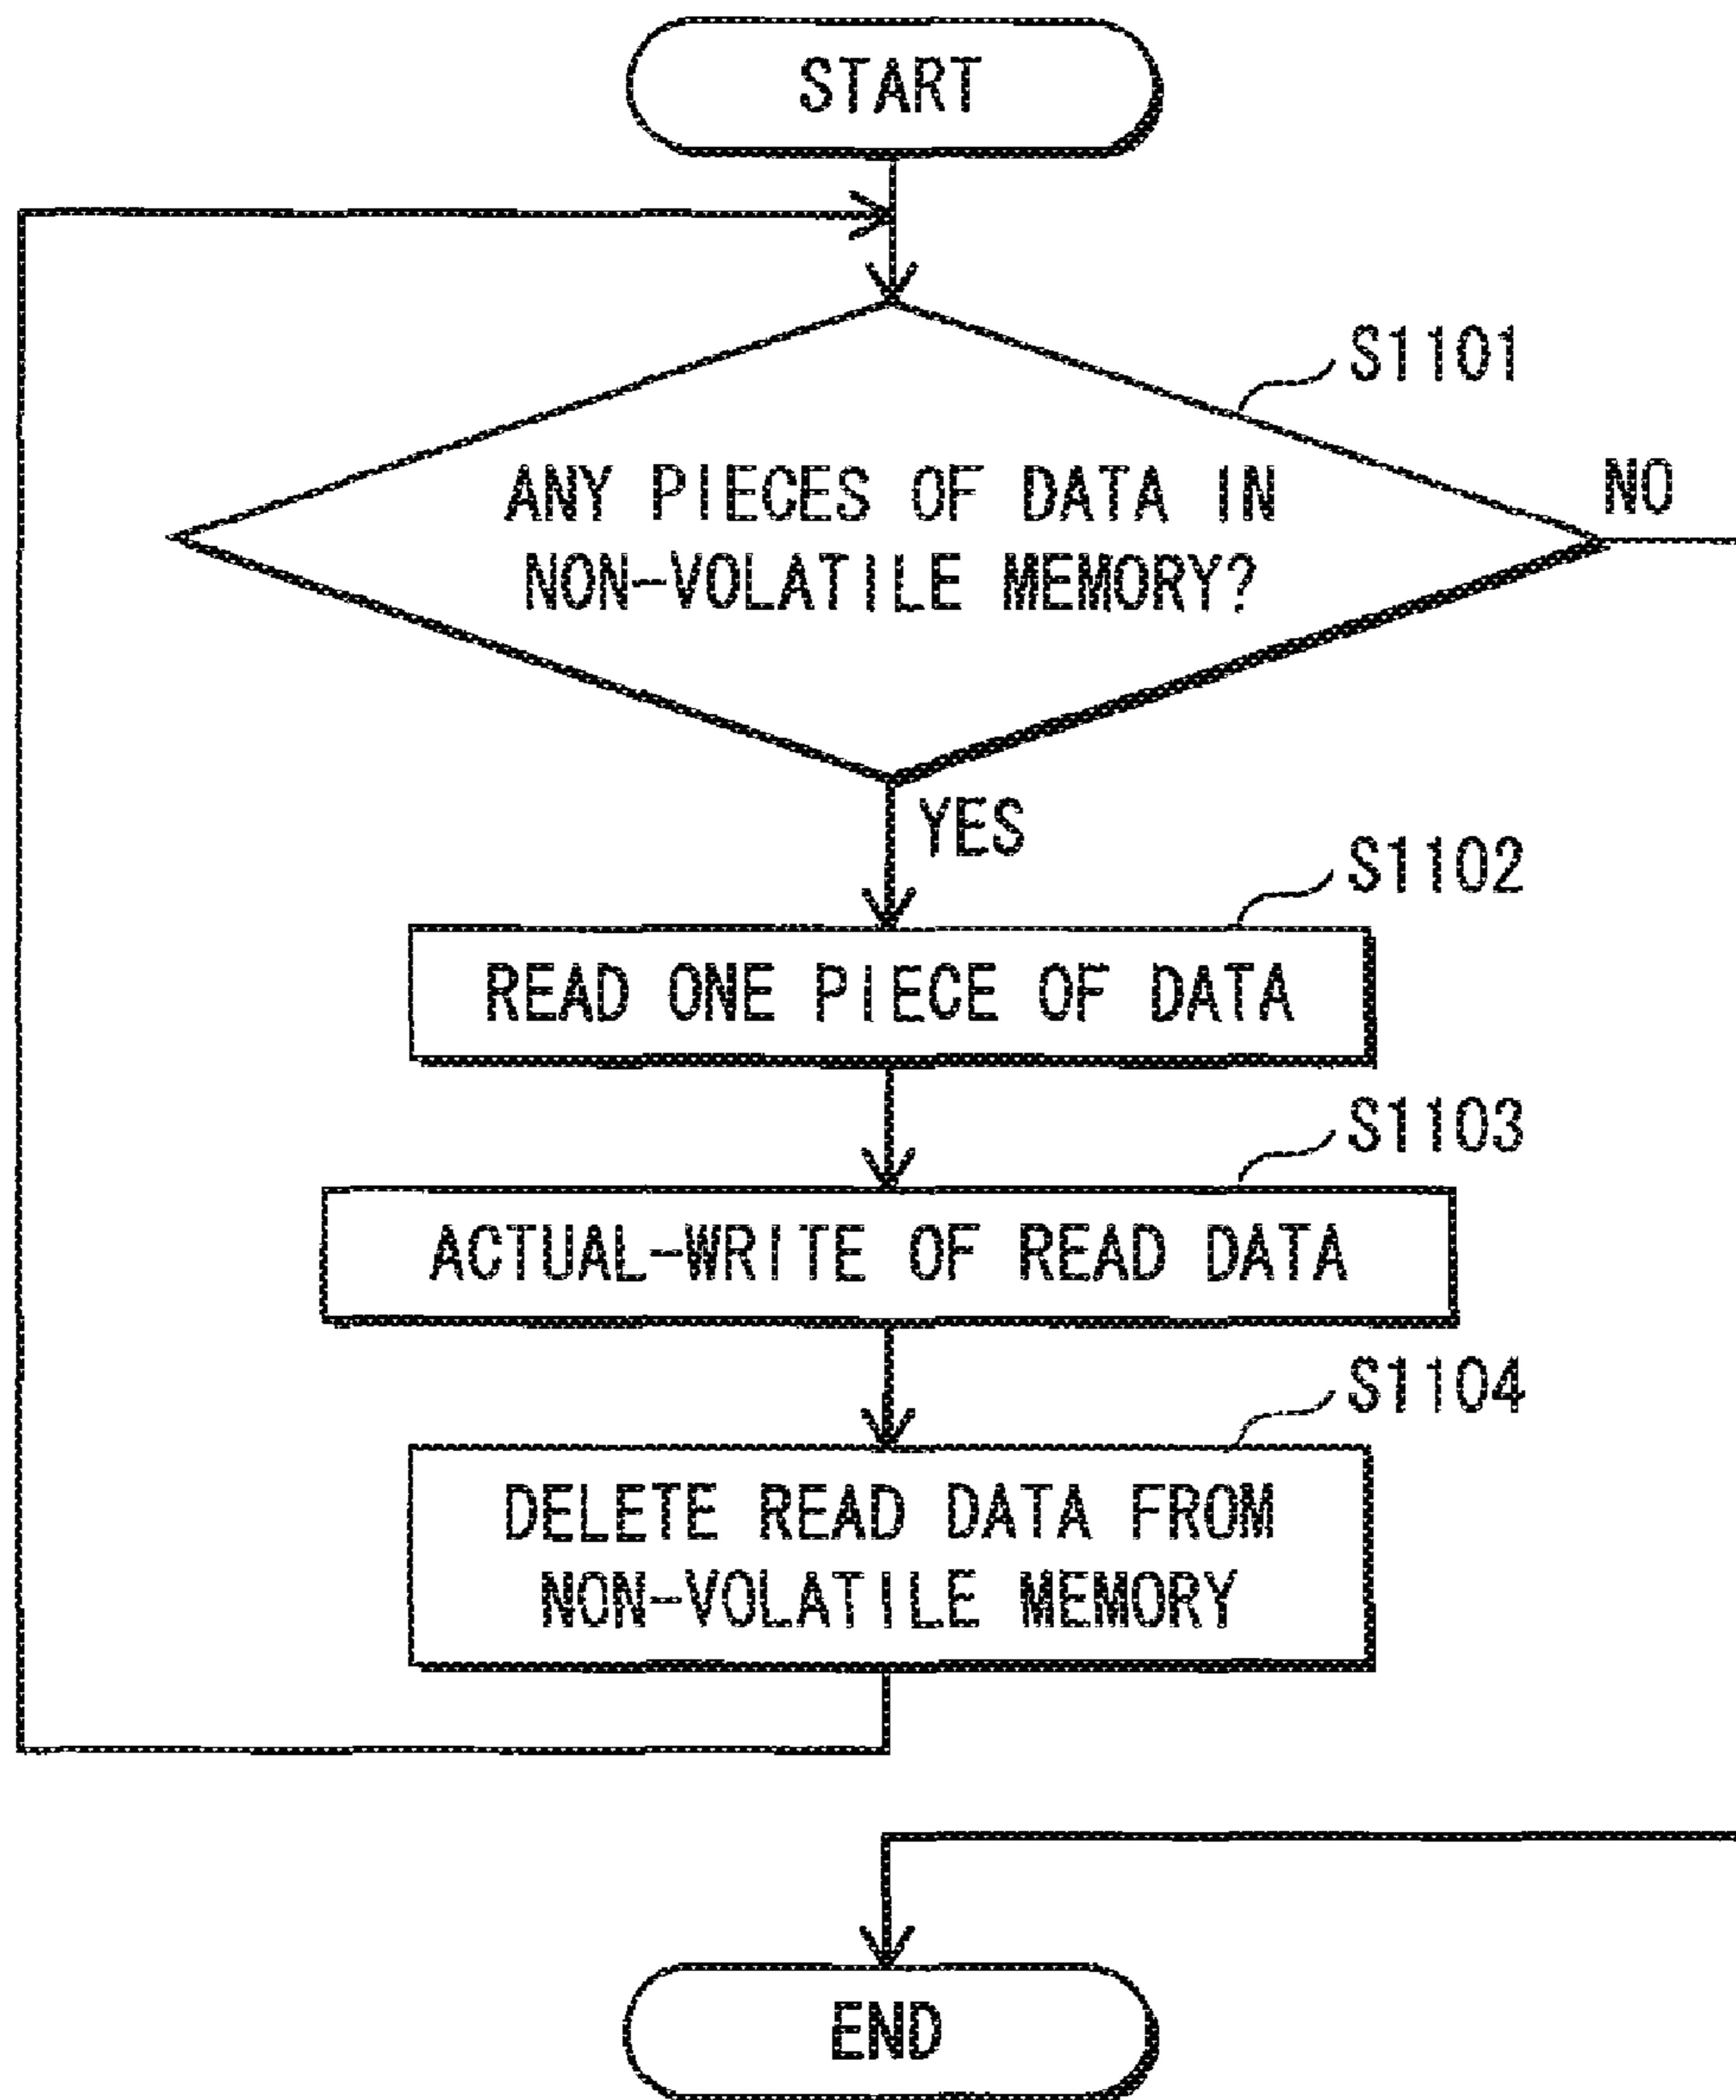 START
S1101
ANY PIECES OF DATA IN
NON-VOLATILE MEMORY?
NO
YES
S1102
READ ONE PIECE OF DATA
S1103
ACTUAL-WRITE OF READ DATA
S1104
DELETE READ DATA FROM
NON-VOLATILE MEMORY
END